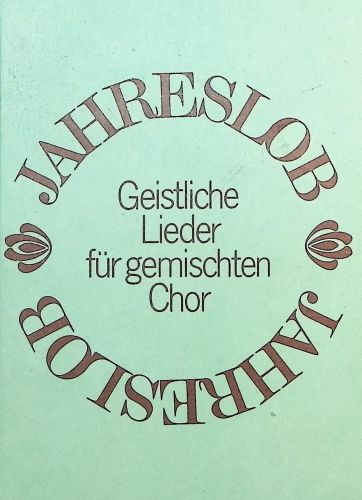 JAHRESLOB
Geistliche
Lieder
für gemischten
Chor
JAHRESLOB